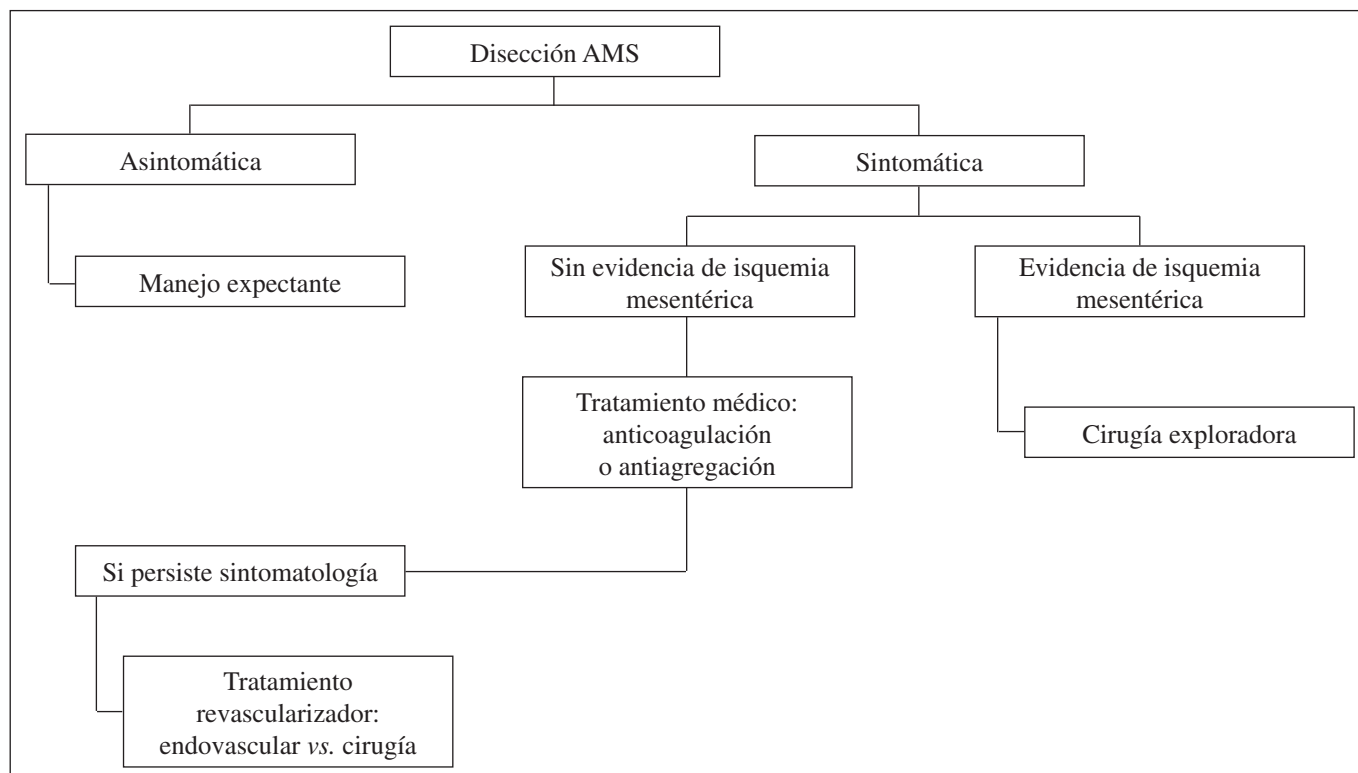 Disección AMS
Asintomática
Sintomática
Manejo expectante
Sin evidencia de isquemia
mesentérica
Evidencia de isquemia
mesentérica
Tratamiento médico:
anticoagulación
o antiagregación
Cirugía exploradora
Si persiste sintomatología
Tratamiento
revascularizador:
endovascular vs. cirugía